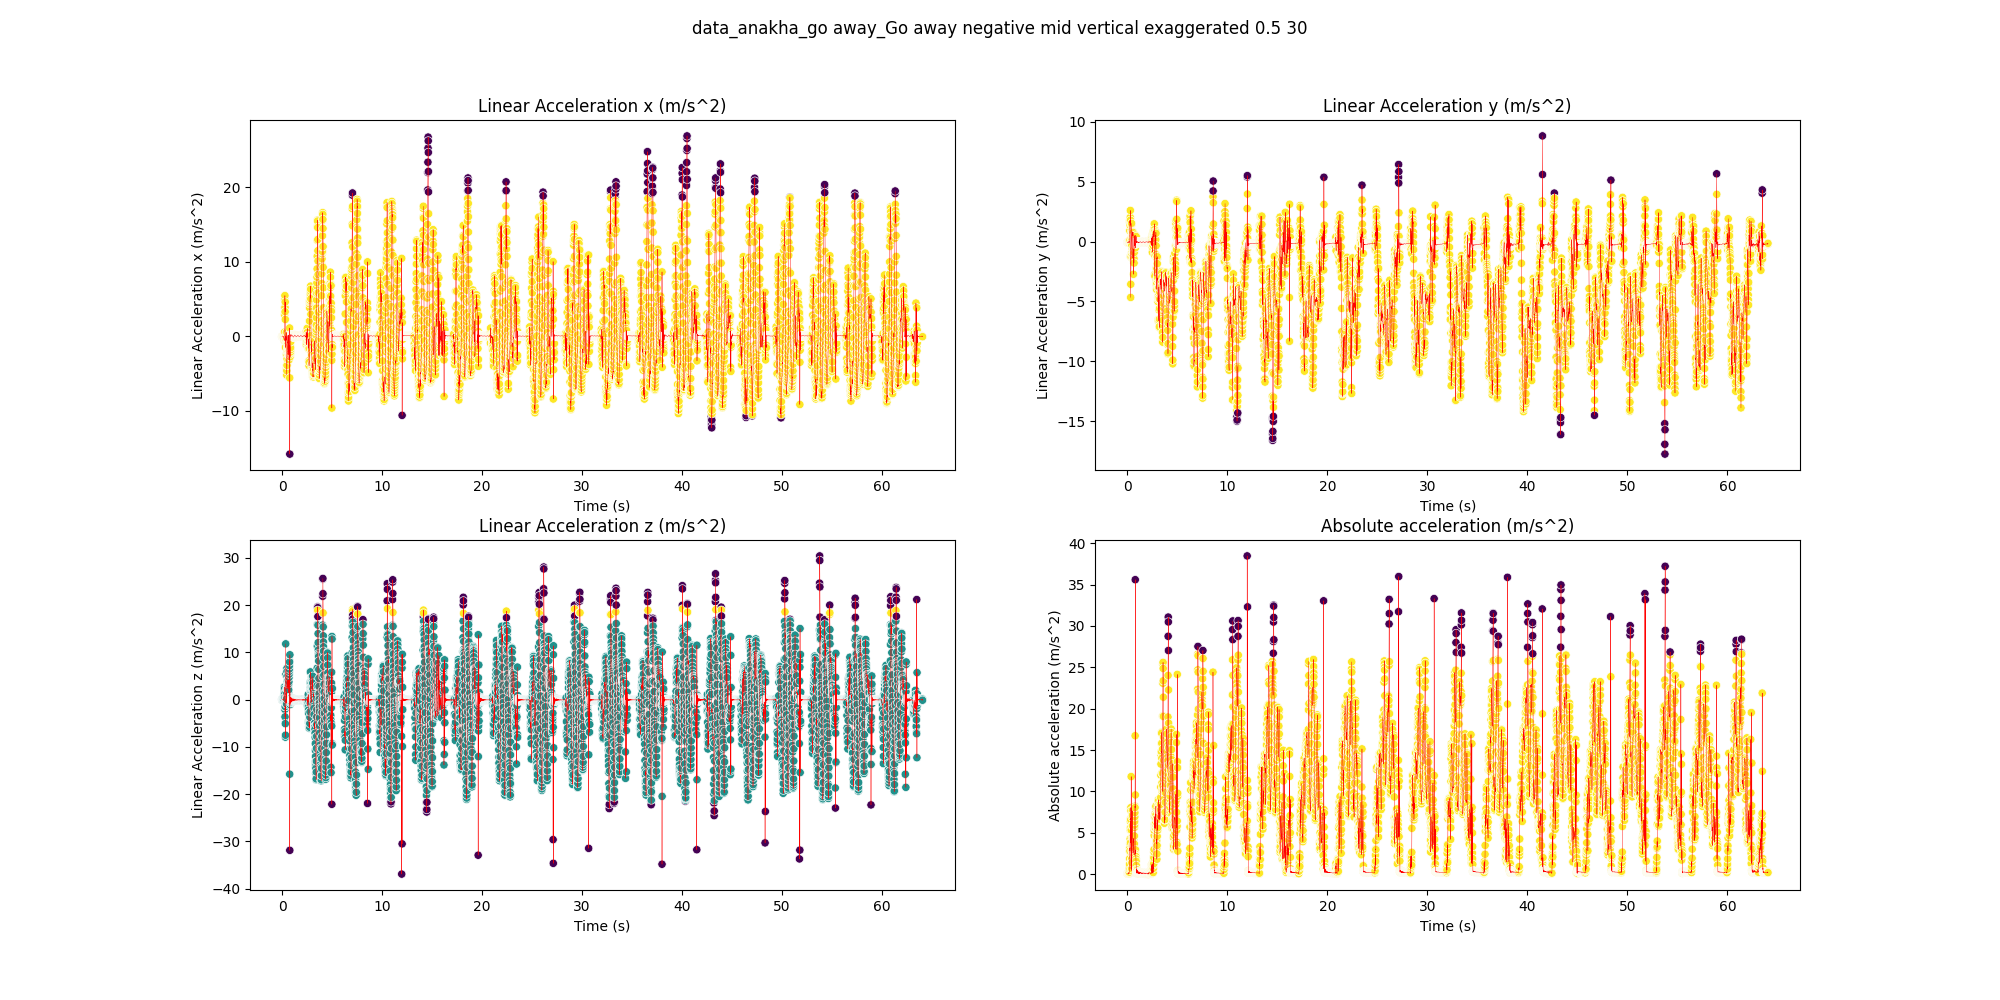 data_anakha_go away_Go away negative mid vertical exaggerated 0.5 30
Linear Acceleration x (m/s^2)
Linear Acceleration x (m/s^2)
20
10
0
−10
0 10 20 30 40 50 60
Time (s)
Linear Acceleration y (m/s^2)
Linear Acceleration y (m/s^2)
10
5
0
−5
−10
−15
0 10 20 30 40 50 60
Time (s)
Linear Acceleration z (m/s^2)
Linear Acceleration z (m/s^2)
30
20
10
0
−10
−20
−30
−40
0 10 20 30 40 50 60
Time (s)
Absolute acceleration (m/s^2)
Absolute acceleration (m/s^2)
40
35
30
25
20
15
10
5
0
0 10 20 30 40 50 60
Time (s)